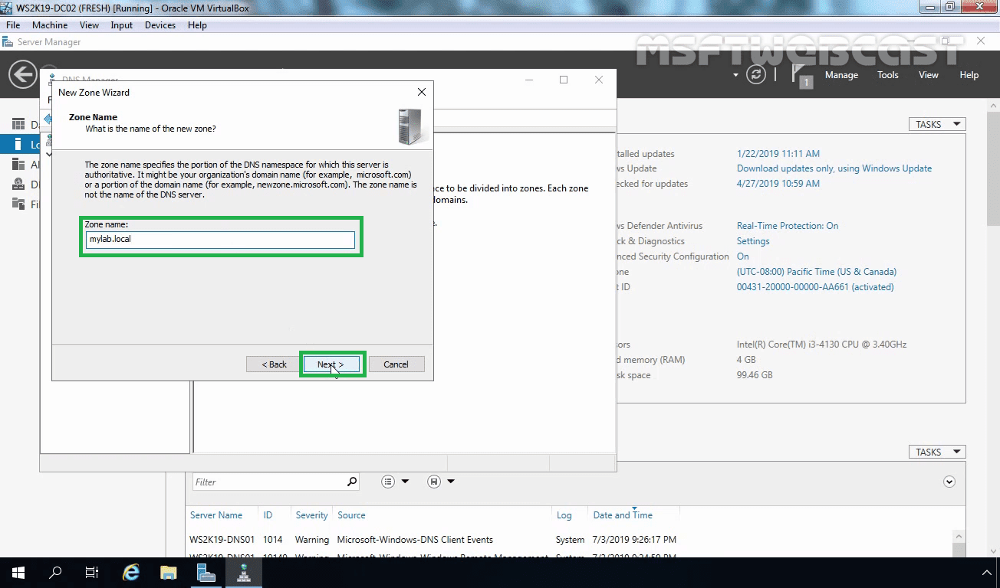 WS2K19-DC02 (FRESH) [Running] - Oracle VM VirtualBox
File Machine View Input Devices Help
Server Manager
MSFTWEBCAST
1 Manage Tools View Help
DNS Manager
New Zone Wizard
Zone Name
What is the name of the new zone?
TASKS
The zone name specifies the portion of the DNS namespace for which this server is
authoritative. It might be your organization's domain name (for example, microsoft.com)
or a portion of the domain name (for example, newzone.microsoft.com). The zone name is
not the name of the DNS server.
Zone name:
mylab.local
< Back Next > Cancel
ce to be divided into zones. Each zone
domains.
e.
talled updates 1/22/2019 11:11 AM
ws Update Download updates only, using Windows Update
ecked for updates 4/27/2019 10:59 AM
ws Defender Antivirus Real-Time Protection: On
ck & Diagnostics Settings
nced Security Configuration On
one (UTC-08:00) Pacific Time (US & Canada)
t ID 00431-20000-00000-AA661 (activated)
sors Intel(R) Core(TM) i3-4130 CPU @ 3.40GHz
d memory (RAM) 4 GB
sk space 99.46 GB
TASKS
Filter
Server Name ID Severity Source Log Date and Time
WS2K19-DNS01 1014 Warning Microsoft-Windows-DNS Client Events System 7/3/2019 9:26:17 PM
WS2K19-DNS01 10149 Warning Microsoft-Windows-Windows Remote Management System 7/3/2019 9:24:59 PM